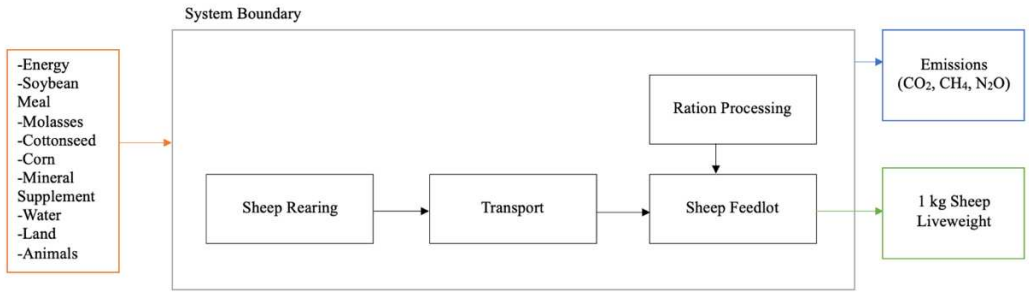 System Boundary
-Energy
-Soybean
Meal
-Molasses
-Cottonseed
-Corn
-Mineral
Supplement
-Water
-Land
-Animals
Ration Processing
Sheep Rearing
Transport
Sheep Feedlot
Emissions
(CO₂, CH₄, N₂O)
1 kg Sheep
Liveweight